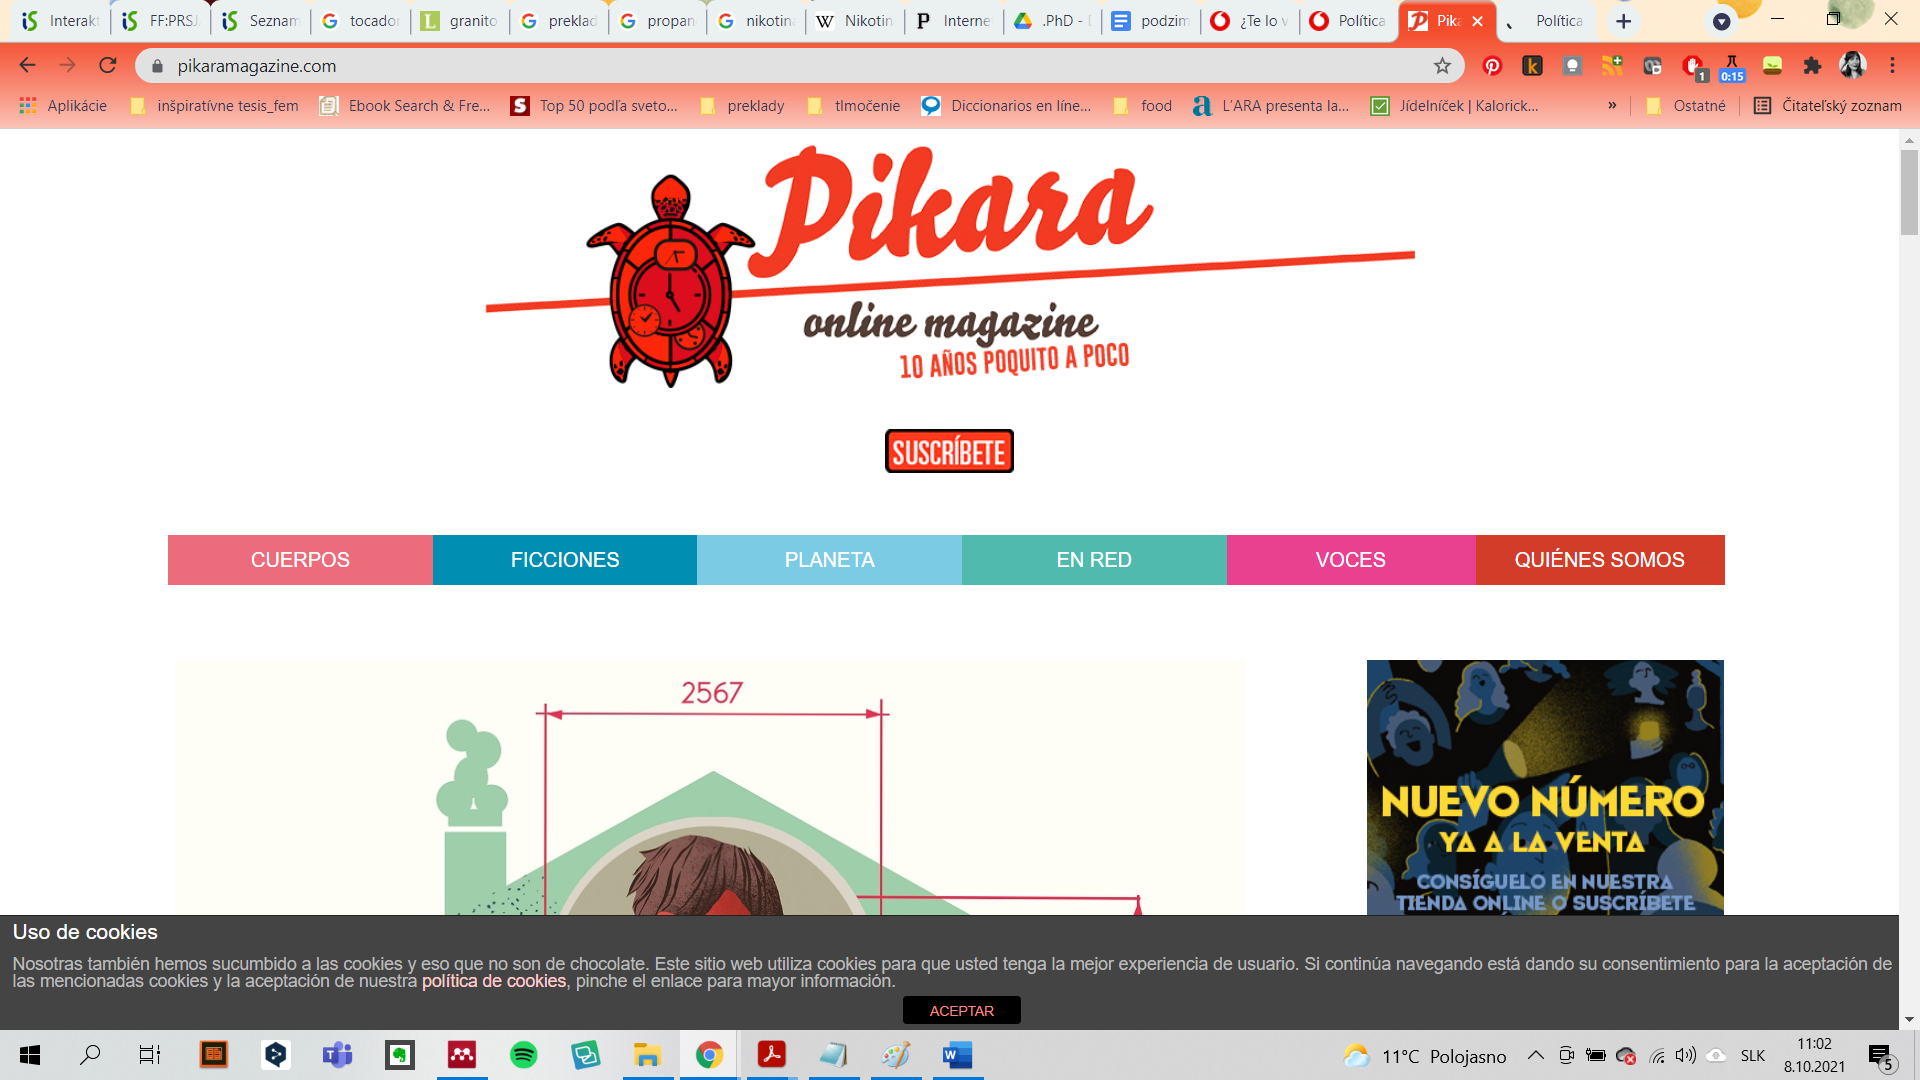 Interakt
FF:PRSJ
Seznam
tocador
granito
preklad
propan
nikotin
Nikotin
Interne
.PhD - D
podzim
¿Te lo v
Política
Pika
Política
pikaramagazine.com
1
0:15
Aplikácie
inšpiratívne tesis_fem
Ebook Search & Fre...
Top 50 podľa sveto...
preklady
tlmočenie
Diccionarios en líne...
food
L'ARA presenta la...
Jídelníček | Kalorick...
»
Ostatné
Čitateľský zoznam
Pikara
online magazine
10 AÑOS POQUITO A POCO
SUSCRÍBETE
CUERPOS
FICCIONES
PLANETA
EN RED
VOCES
QUIÉNES SOMOS
2567
NUEVO NÚMERO
YA A LA VENTA
CONSÍGUELO EN NUESTRA
TIENDA ONLINE O SUSCRÍBETE
Uso de cookies
Nosotras también hemos sucumbido a las cookies y eso que no son de chocolate. Este sitio web utiliza cookies para que usted tenga la mejor experiencia de usuario. Si continúa navegando está dando su consentimiento para la aceptación de
las mencionadas cookies y la aceptación de nuestra política de cookies, pinche el enlace para mayor información.
ACEPTAR
11°C Polojasno
SLK
11:02
8.10.2021
5